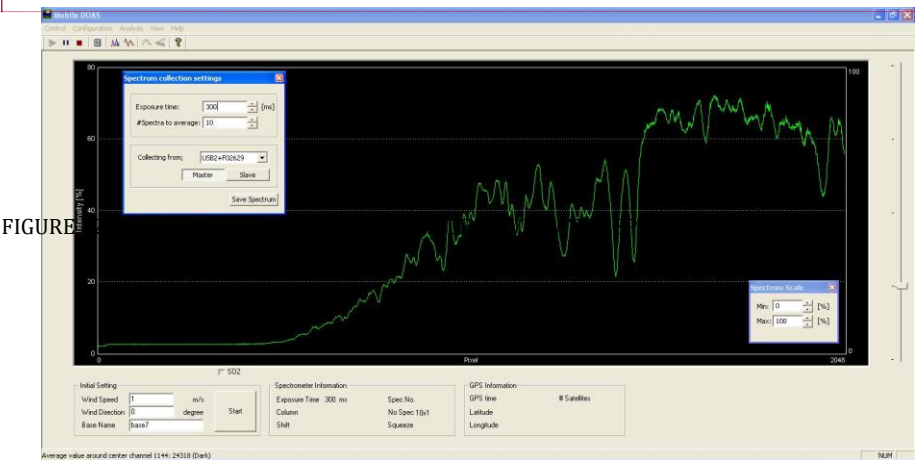 Mobile DOAS
Control Configuration Analysis View Help
80
100
Spectrum collection settings
Exposure time: 300 [ms]
#Spectra to average: 10
Collecting from: USB2+F02629
Master Slave
Save Spectrum
60
Intensity [%]
40
FIGURE
20
Spectrum Scale
Min: 0 [%]
Max: 100 [%]
0
0
0 Pixel 2048
SO2
Initial Setting
Wind Speed 1 m/s
Wind Direction 0 degree
Base Name base7
Start
Spectrometer Information
Exposure Time 300 ms Spec No.
Column No Spec 10x1
Shift Squeeze
GPS Information
GPS time # Satellites
Latitude
Longitude
Average value around center channel 1144: 24318 (Dark) NUM